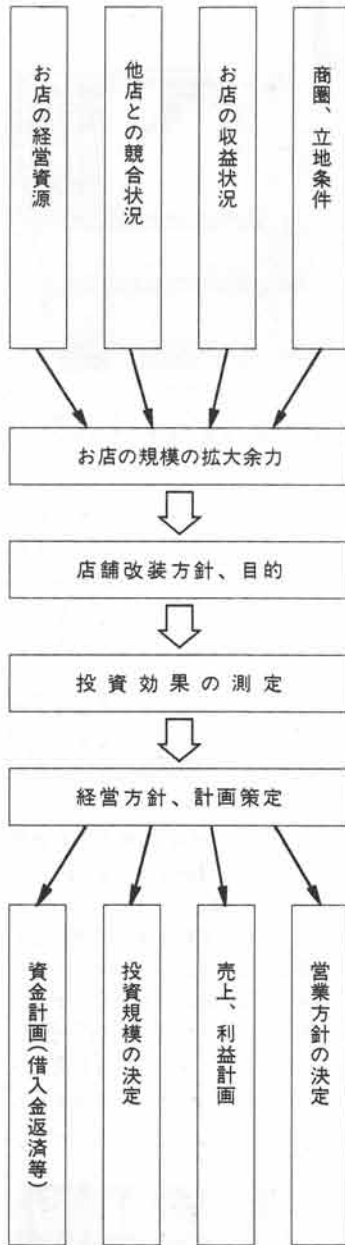 商圏、立地条件
お店の収益状況
他店との競合状況
お店の経営資源
お店の規模の拡大余力
店舗改装方針、目的
投資効果の測定
経営方針、計画策定
営業方針の決定
売上、利益計画
投資規模の決定
資金計画(借入金返済等)